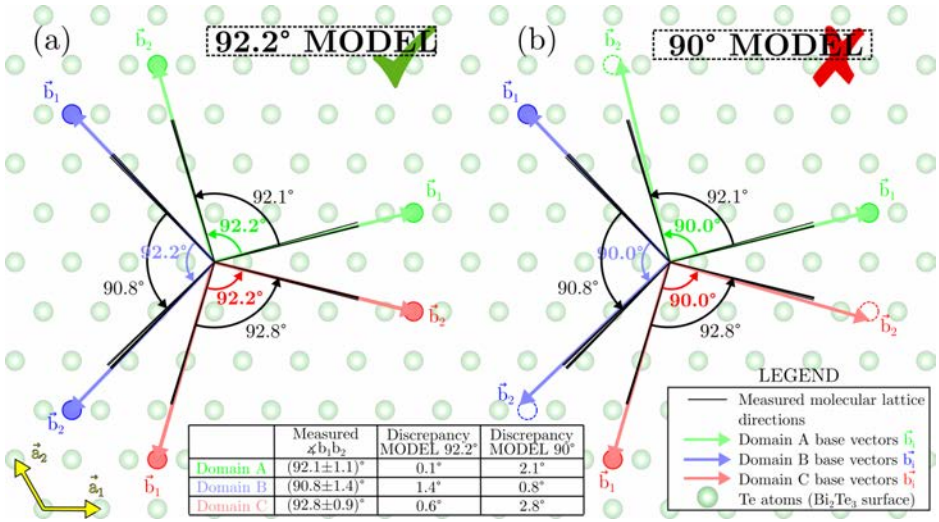 (a)
92.2° MODEL
b⃗₂
b⃗₁
b⃗₁
92.1°
92.2°
92.2°
90.8°
92.2°
92.8°
b⃗₂
b⃗₂
b⃗₁
a⃗₂
a⃗₁
Measured Discrepancy Discrepancy
∡b₁b₂ MODEL 92.2° MODEL 90°
Domain A (92.1±1.1)° 0.1° 2.1°
Domain B (90.8±1.4)° 1.4° 0.8°
Domain C (92.8±0.9)° 0.6° 2.8°
(b)
90° MODEL
b⃗₂
b⃗₁
b⃗₁
92.1°
90.0°
90.0°
90.8°
90.0°
92.8°
b⃗₂
b⃗₂
b⃗₁
LEGEND
Measured molecular lattice
directions
Domain A base vectors b⃗ᵢ
Domain B base vectors b⃗ᵢ
Domain C base vectors b⃗ᵢ
Te atoms (Bi₂Te₃ surface)